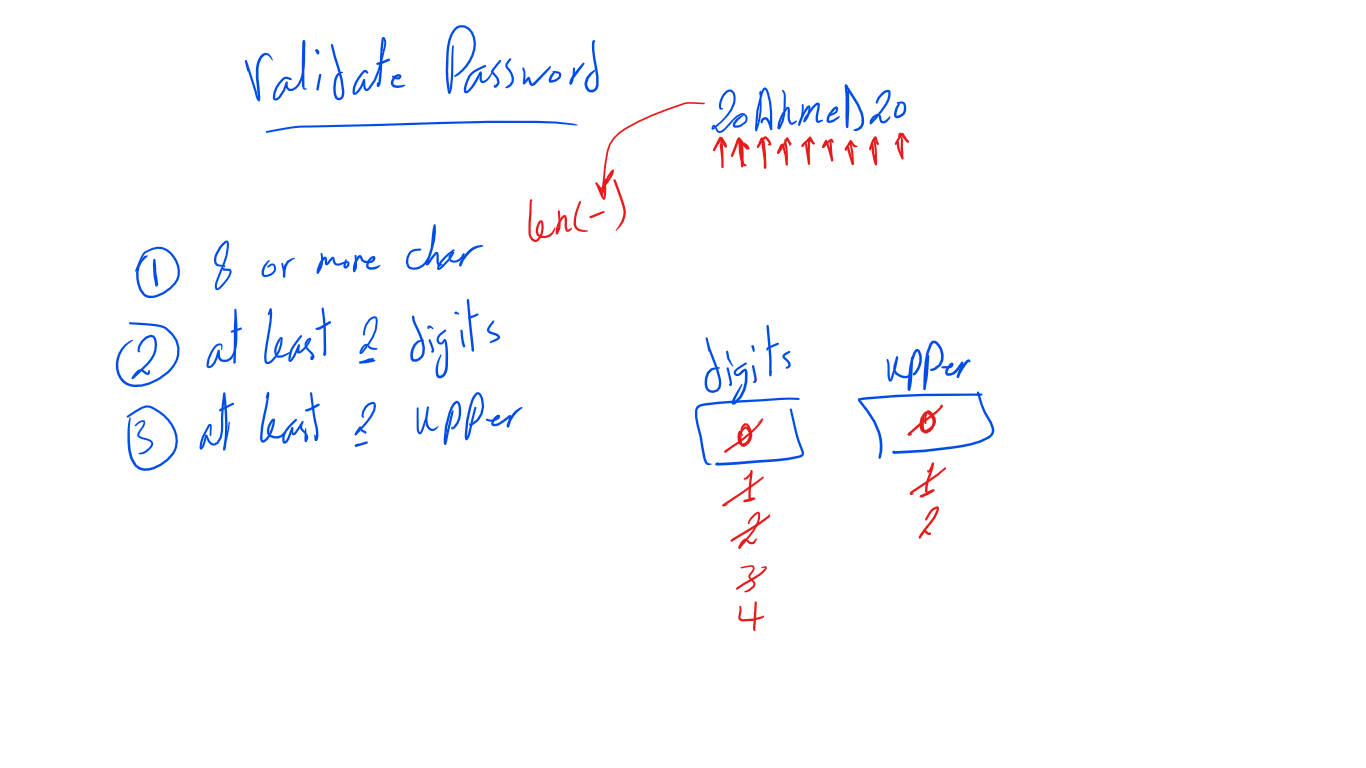 Validate Password
20AhmeD20
len(-)
① 8 or more char
② at least 2 digits
③ at least 2 upper
digits upper
0 0
1 1
2 2
3
4